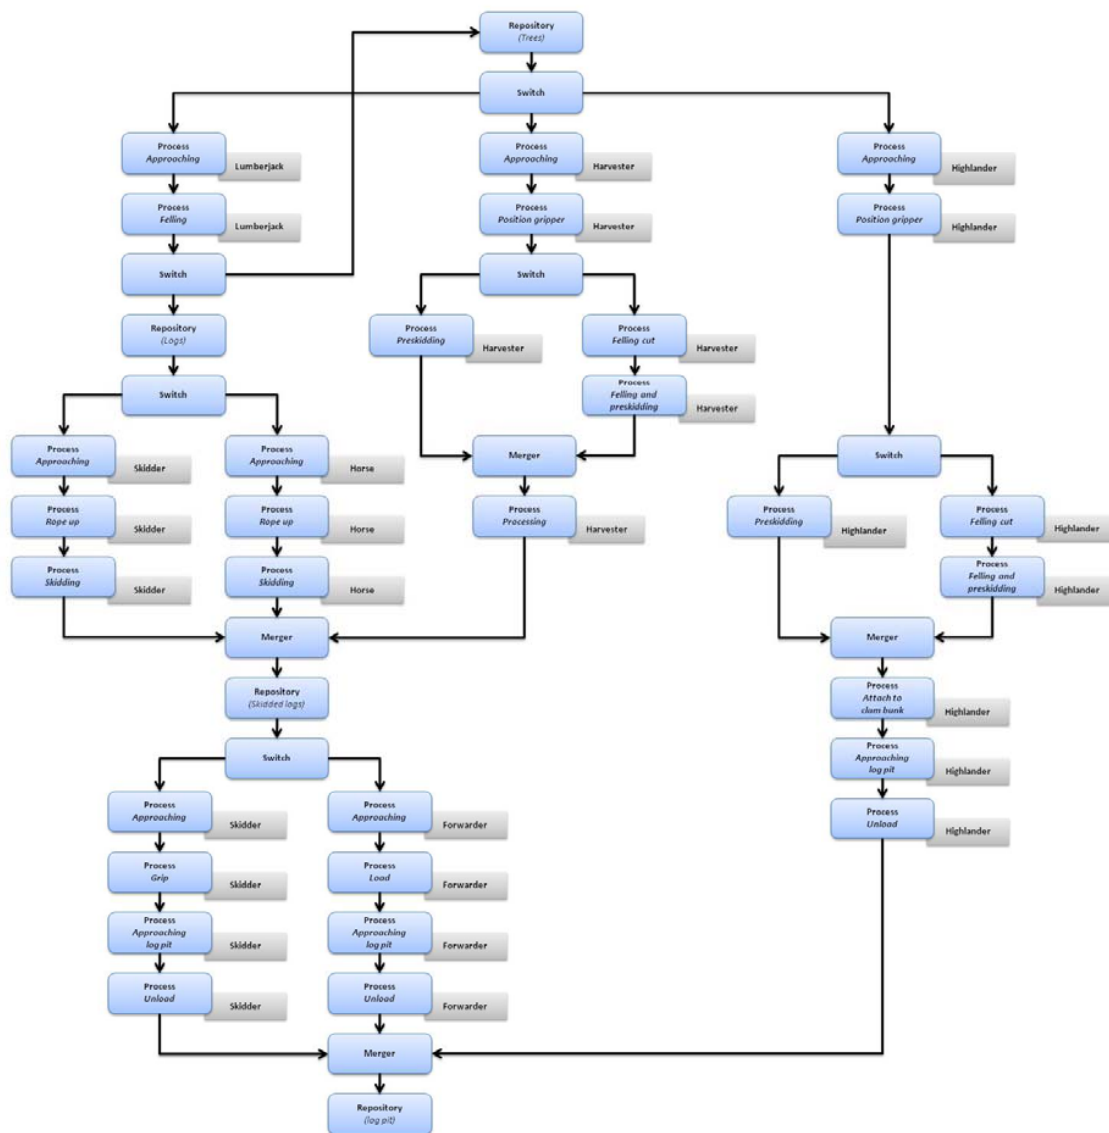 Repository
(Trees)
Switch
Process
Approaching
Lumberjack
Process
Approaching
Harvester
Process
Approaching
Highlander
Process
Felling
Lumberjack
Process
Position gripper
Harvester
Process
Position gripper
Highlander
Switch
Switch
Repository
(Logs)
Process
Preskidding
Harvester
Process
Felling cut
Harvester
Switch
Process
Felling and
preskidding
Harvester
Process
Approaching
Skidder
Process
Approaching
Horse
Merger
Switch
Process
Rope up
Skidder
Process
Rope up
Horse
Process
Processing
Harvester
Process
Preskidding
Highlander
Process
Felling cut
Highlander
Process
Skidding
Skidder
Process
Skidding
Horse
Process
Felling and
preskidding
Highlander
Merger
Merger
Repository
(Skidded logs)
Process
Attach to
clam bunk
Highlander
Switch
Process
Approaching
log pit
Highlander
Process
Approaching
Skidder
Process
Approaching
Forwarder
Process
Unload
Highlander
Process
Grip
Skidder
Process
Load
Forwarder
Process
Approaching
log pit
Skidder
Process
Approaching
log pit
Forwarder
Process
Unload
Skidder
Process
Unload
Forwarder
Merger
Repository
(log pit)